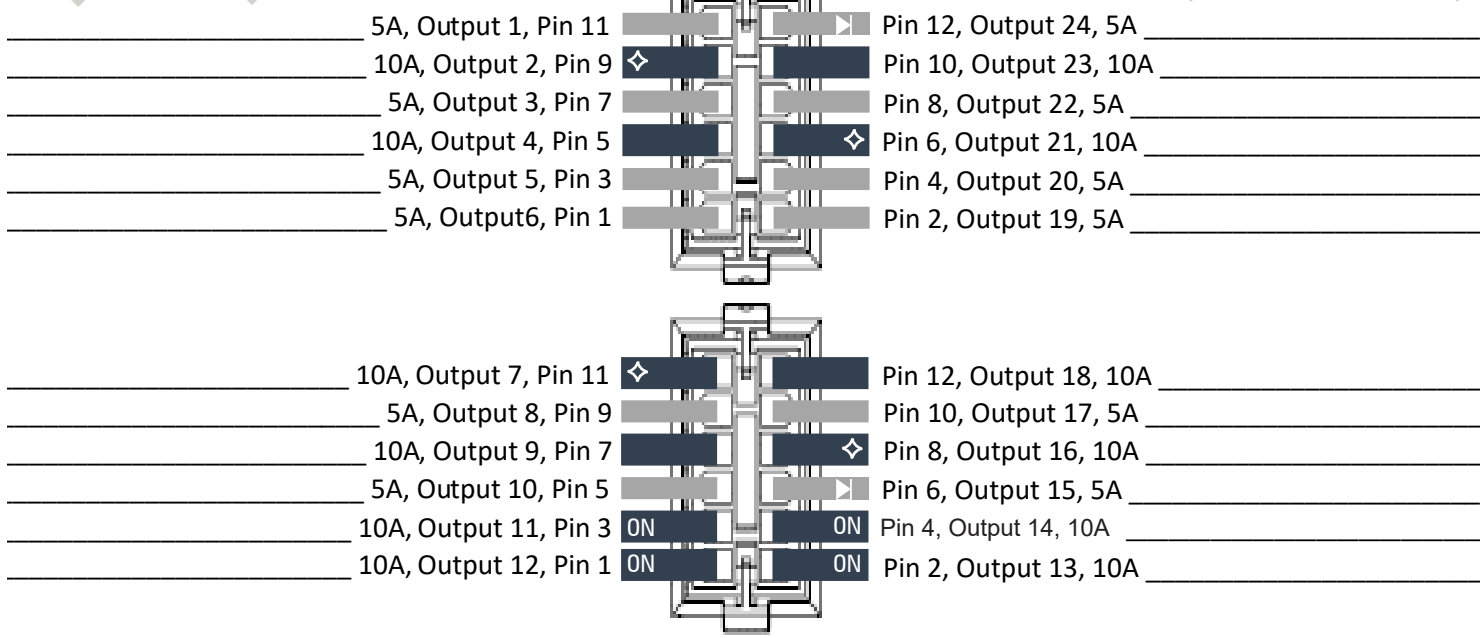 5A, Output 1, Pin 11 Pin 12, Output 24, 5A
10A, Output 2, Pin 9 Pin 10, Output 23, 10A
5A, Output 3, Pin 7 Pin 8, Output 22, 5A
10A, Output 4, Pin 5 Pin 6, Output 21, 10A
5A, Output 5, Pin 3 Pin 4, Output 20, 5A
5A, Output6, Pin 1 Pin 2, Output 19, 5A
10A, Output 7, Pin 11 Pin 12, Output 18, 10A
5A, Output 8, Pin 9 Pin 10, Output 17, 5A
10A, Output 9, Pin 7 Pin 8, Output 16, 10A
5A, Output 10, Pin 5 Pin 6, Output 15, 5A
10A, Output 11, Pin 3 ON ON Pin 4, Output 14, 10A
10A, Output 12, Pin 1 ON ON Pin 2, Output 13, 10A